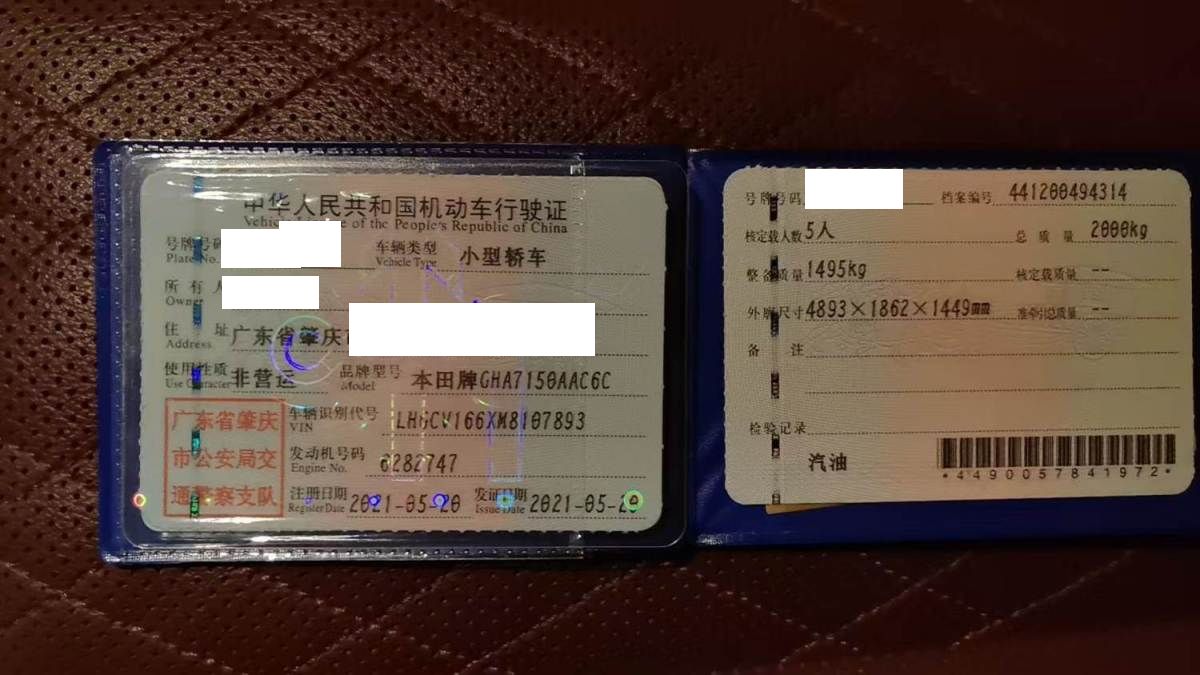 中华人民共和国机动车行驶证
Vehicle of the People's Republic of China
号牌号码
Plate No.
车辆类型 小型轿车
Vehicle Type
所有人
Owner
住址 广东省肇庆
Address
使用性质 非营运
Use Character
品牌型号 本田牌GHA7150AAC6C
Model
车辆识别代号 LHGCV166XM8107893
VIN
发动机号码 6282747
Engine No.
注册日期 2021-05-20
Register Date
发证日期 2021-05-20
Issue Date
广东省肇庆
市公安局交
通警察支队
号牌号码
档案编号 441200494314
核定载人数 5人
总质量 2000kg
整备质量 1495kg
核定载质量 --
外廓尺寸 4893×1862×1449mm
准牵引总质量 --
备注
检验记录
汽油
*4490057841972*